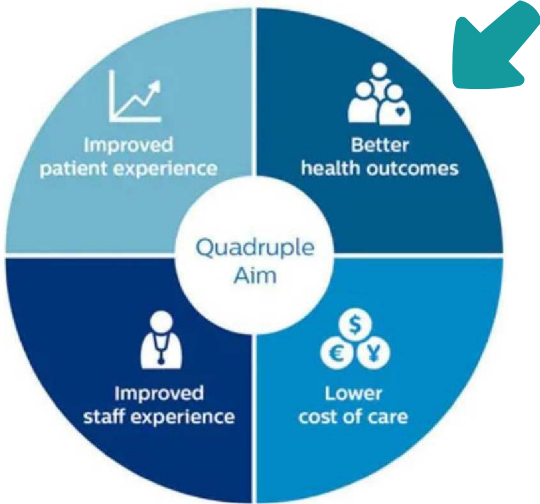 Improved
patient experience
Better
health outcomes
Quadruple
Aim
Improved
staff experience
$
€ ¥
Lower
cost of care